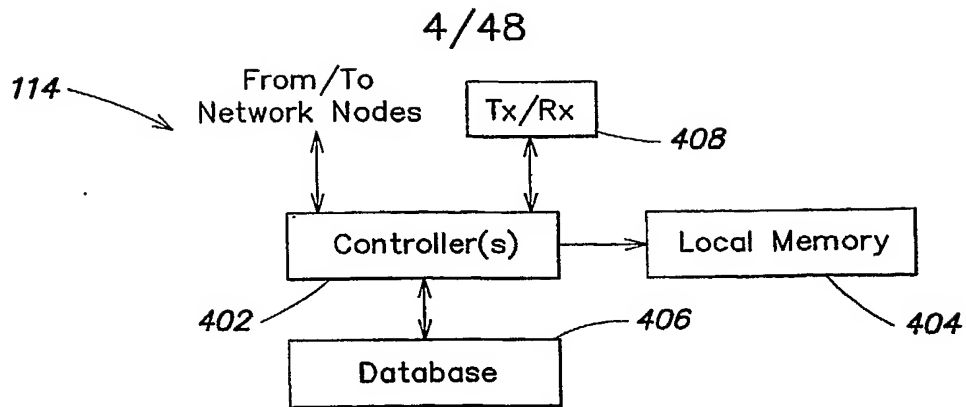 4/48
114
From/To
Network Nodes
Tx/Rx
408
Controller(s)
Local Memory
402
406
404
Database